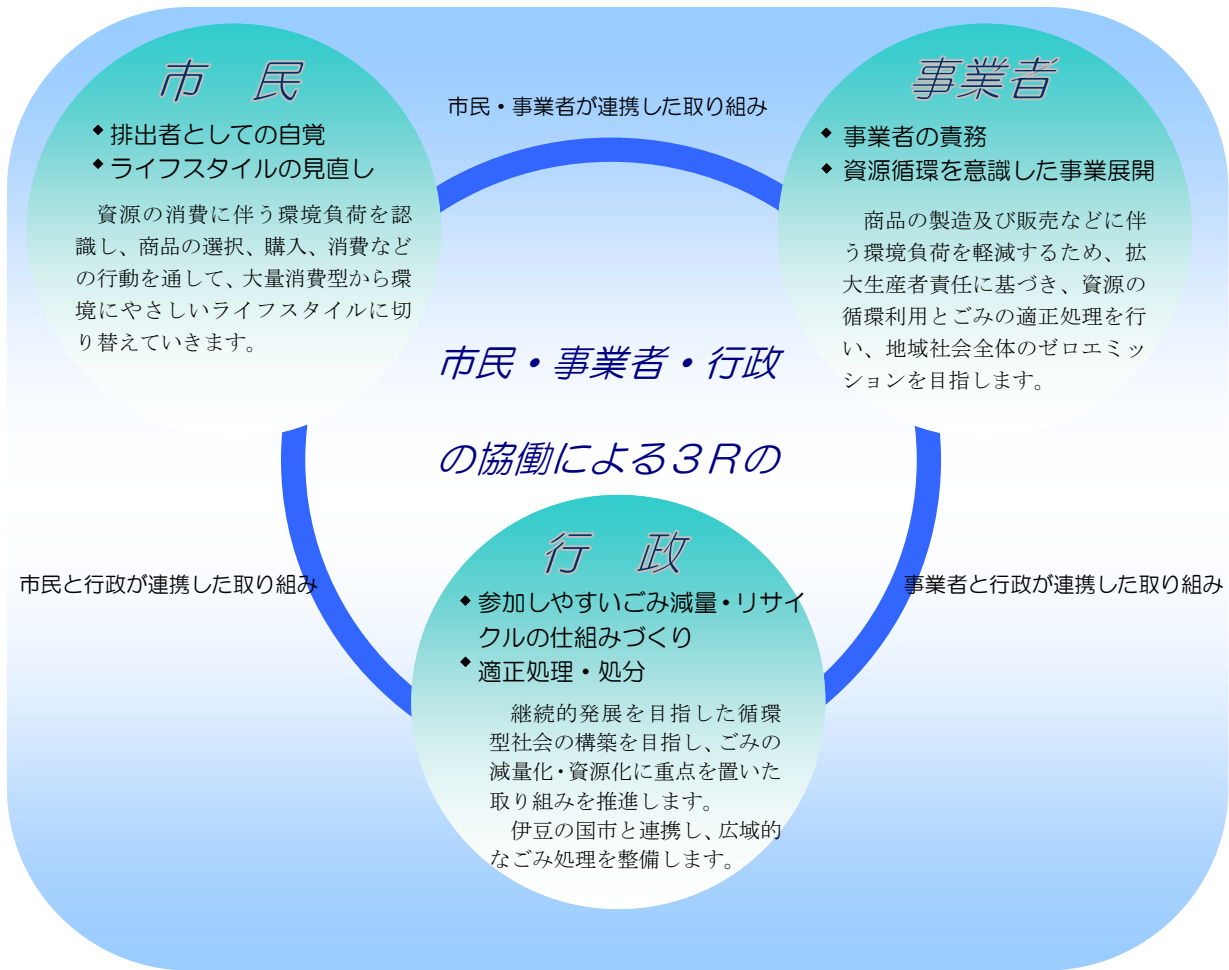 市　民
◆排出者としての自覚
◆ライフスタイルの見直し
　資源の消費に伴う環境負荷を認
識し、商品の選択、購入、消費など
の行動を通して、大量消費型から環
境にやさしいライフスタイルに切
り替えていきます。
市民・事業者が連携した取り組み
事業者
◆事業者の責務
◆資源循環を意識した事業展開
　商品の製造及び販売などに伴
う環境負荷を軽減するため、拡
大生産者責任に基づき、資源の
循環利用とごみの適正処理を行
い、地域社会全体のゼロエミッ
ションを目指します。
市民・事業者・行政
の協働による３Ｒの
市民と行政が連携した取り組み
事業者と行政が連携した取り組み
行　政
◆参加しやすいごみ減量・リサイ
クルの仕組みづくり
◆適正処理・処分
　継続的発展を目指した循環
型社会の構築を目指し、ごみの
減量化・資源化に重点を置いた
取り組みを推進します。
　伊豆の国市と連携し、広域的
なごみ処理を整備します。